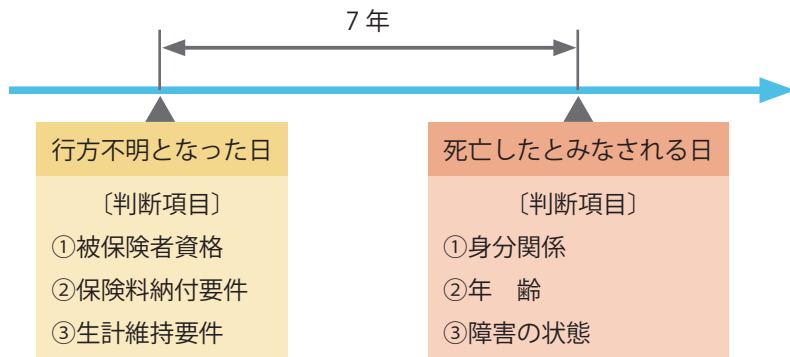 7 年
行方不明となった日
〔判断項目〕
①被保険者資格
②保険料納付要件
③生計維持要件
死亡したとみなされる日
〔判断項目〕
①身分関係
②年　齢
③障害の状態